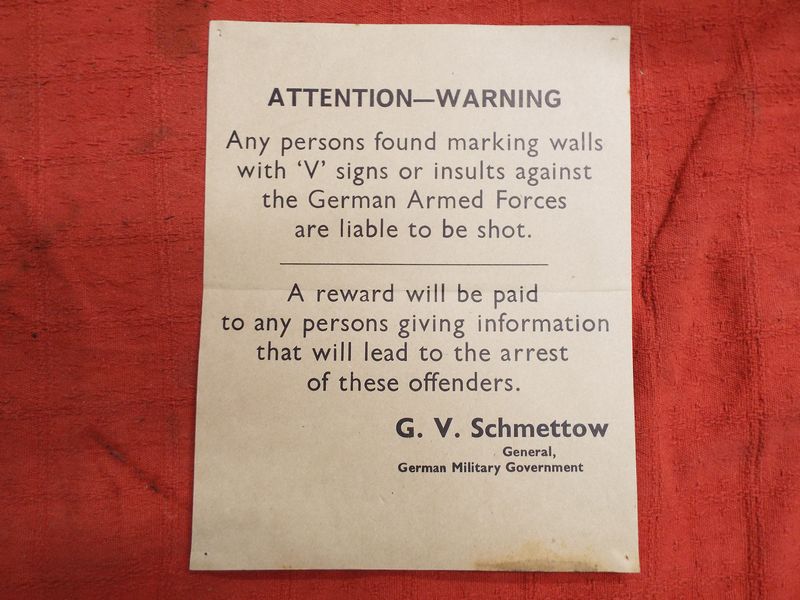 ATTENTION—WARNING
Any persons found marking walls
with ‘V’ signs or insults against
the German Armed Forces
are liable to be shot.
A reward will be paid
to any persons giving information
that will lead to the arrest
of these offenders.
G. V. Schmettow
General,
German Military Government